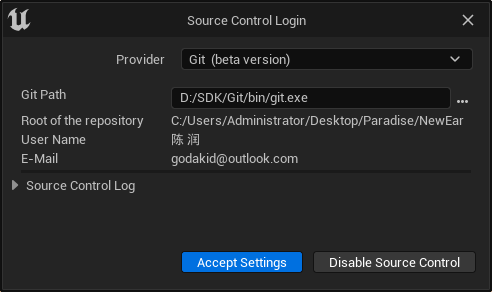 Source Control Login
Provider Git (beta version)
Git Path D:/SDK/Git/bin/git.exe ...
Root of the repository C:/Users/Administrator/Desktop/Paradise/NewEar
User Name 陈 润
E-Mail godakid@outlook.com
Source Control Log
Accept Settings Disable Source Control